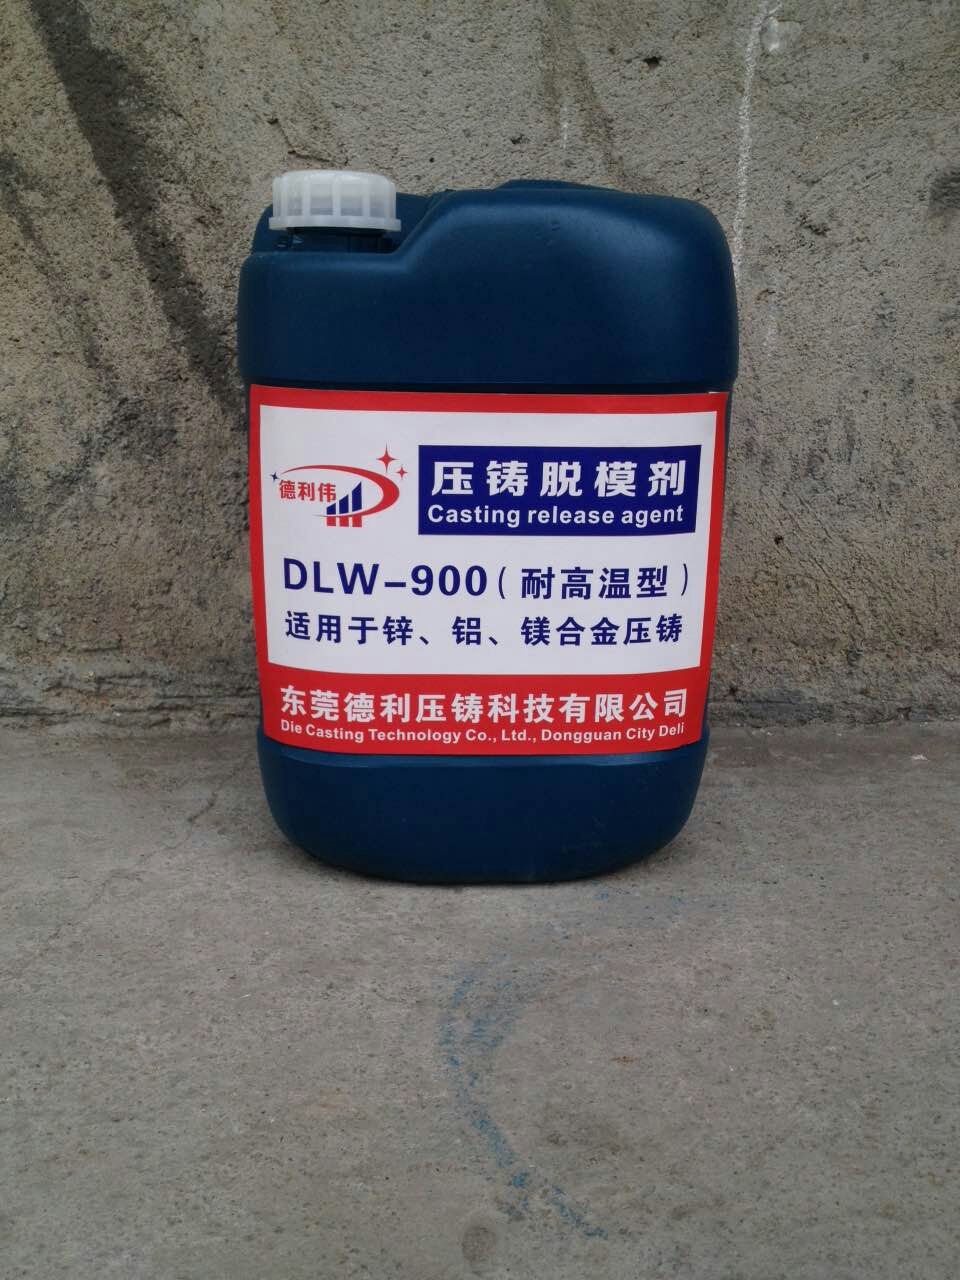 德利伟
压铸脱模剂
Casting release agent
DLW-900(耐高温型)
适用于锌、铝、镁合金压铸
东莞德利压铸科技有限公司
Die Casting Technology Co., Ltd., Dongguan City Deli